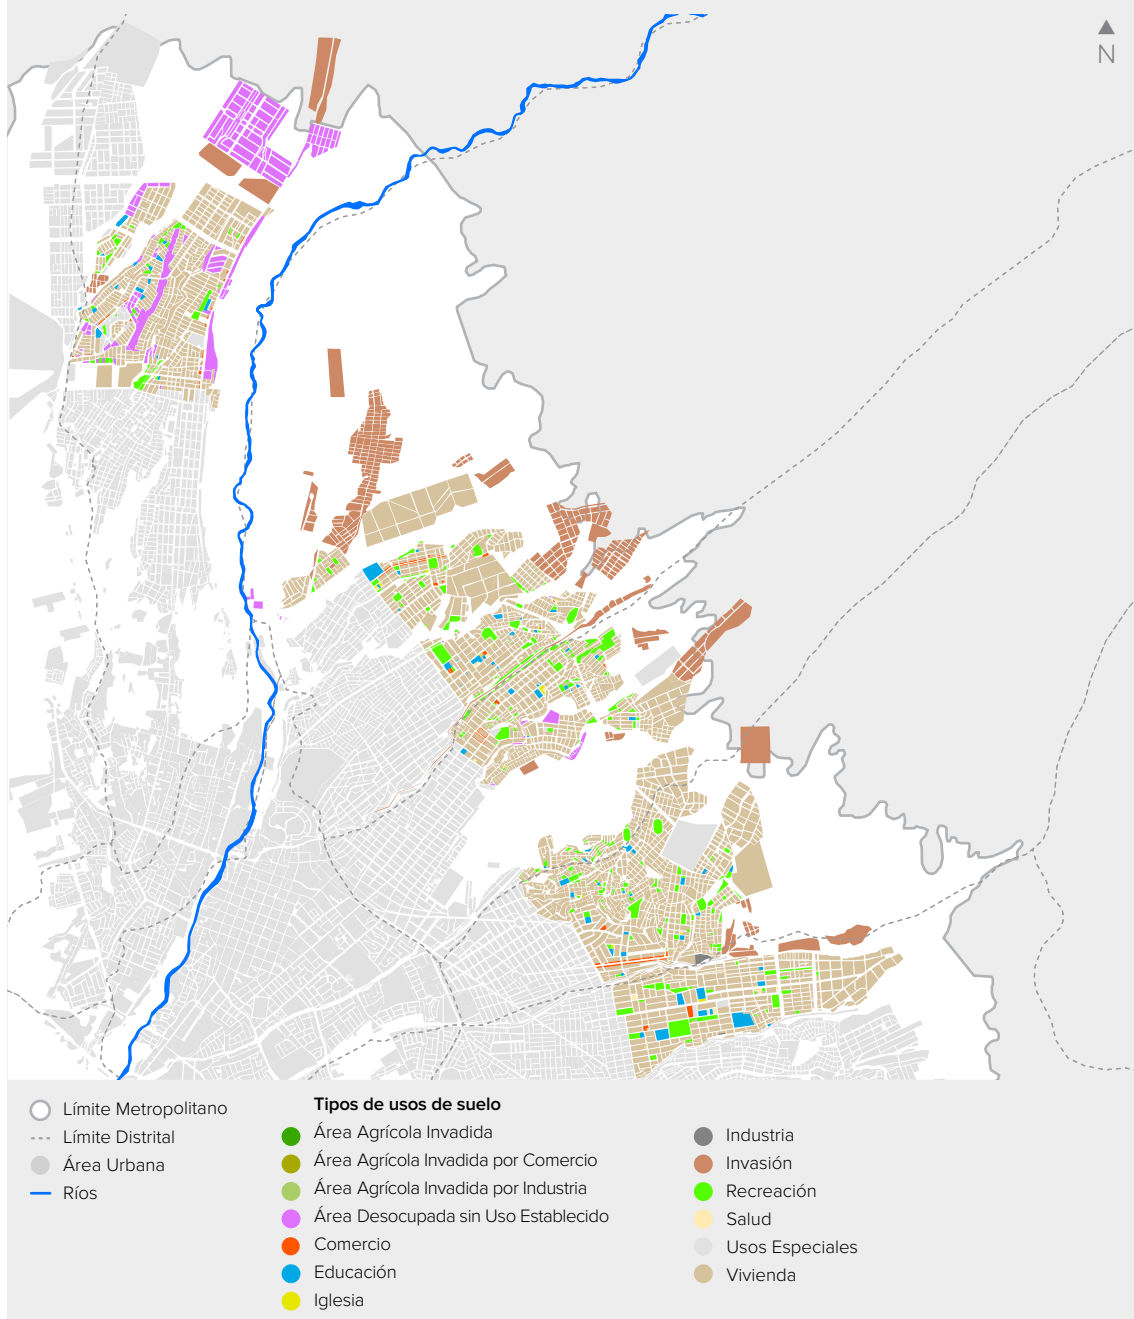 N
Límite Metropolitano
Límite Distrital
Área Urbana
Ríos
Tipos de usos de suelo
Área Agrícola Invadida
Área Agrícola Invadida por Comercio
Área Agrícola Invadida por Industria
Área Desocupada sin Uso Establecido
Comercio
Educación
Iglesia
Industria
Invasión
Recreación
Salud
Usos Especiales
Vivienda